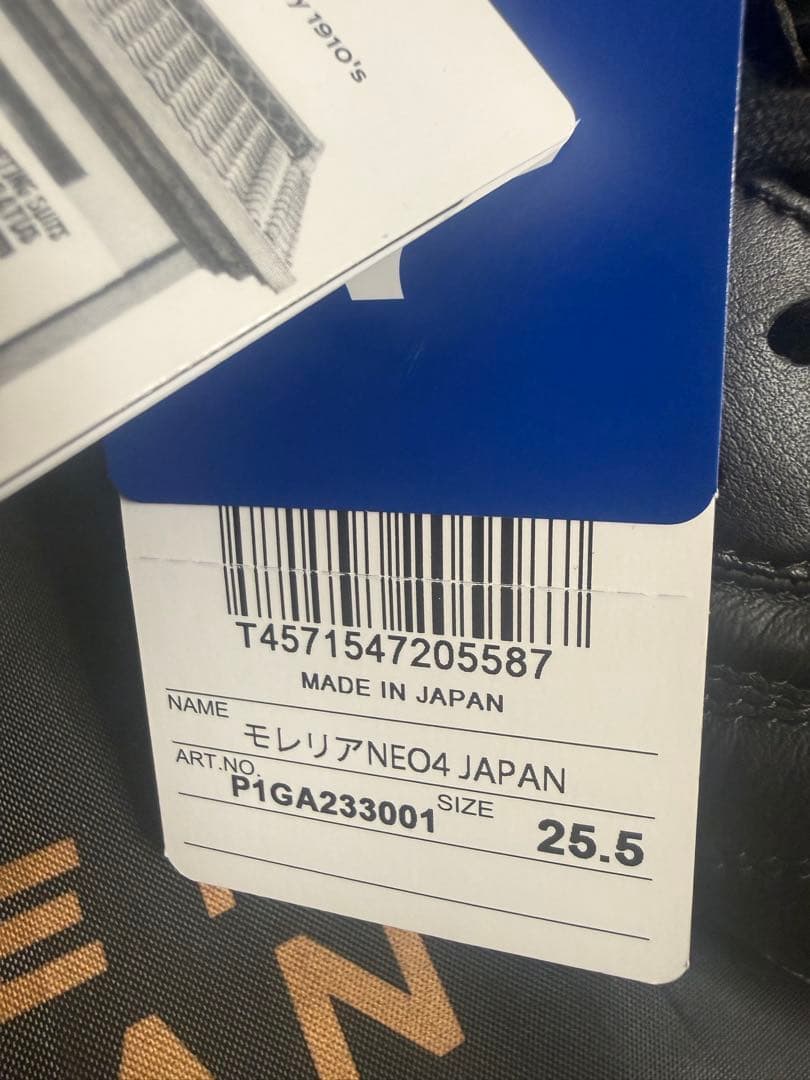 y 1910's
T4571547205587
MADE IN JAPAN
NAME モレリアNEO4 JAPAN
ART.NO. P1GA233001 SIZE 25.5